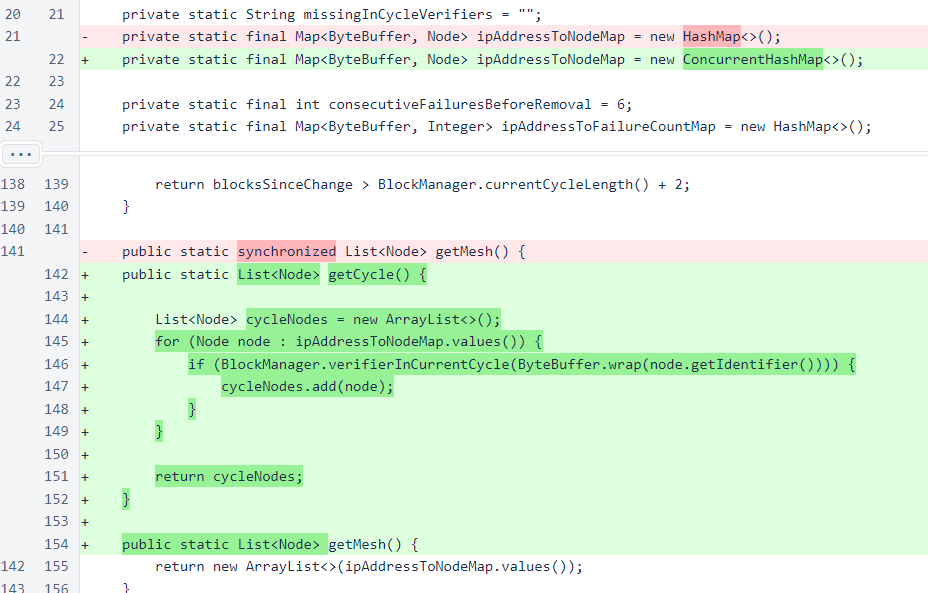 20 21 private static String missingInCycleVerifiers = "";
21 - private static final Map<ByteBuffer, Node> ipAddressToNodeMap = new HashMap<>();
22 + private static final Map<ByteBuffer, Node> ipAddressToNodeMap = new ConcurrentHashMap<>();
22 23
23 24 private static final int consecutiveFailuresBeforeRemoval = 6;
24 25 private static final Map<ByteBuffer, Integer> ipAddressToFailureCountMap = new HashMap<>();
...
138 139 return blocksSinceChange > BlockManager.currentCycleLength() + 2;
139 140 }
140 141
141 - public static synchronized List<Node> getMesh() {
142 + public static List<Node> getCycle() {
143 +
144 + List<Node> cycleNodes = new ArrayList<>();
145 + for (Node node : ipAddressToNodeMap.values()) {
146 + if (BlockManager.verifierInCurrentCycle(ByteBuffer.wrap(node.getIdentifier()))) {
147 + cycleNodes.add(node);
148 + }
149 + }
150 +
151 + return cycleNodes;
152 + }
153 +
154 + public static List<Node> getMesh() {
142 155 return new ArrayList<>(ipAddressToNodeMap.values());
143 156 }